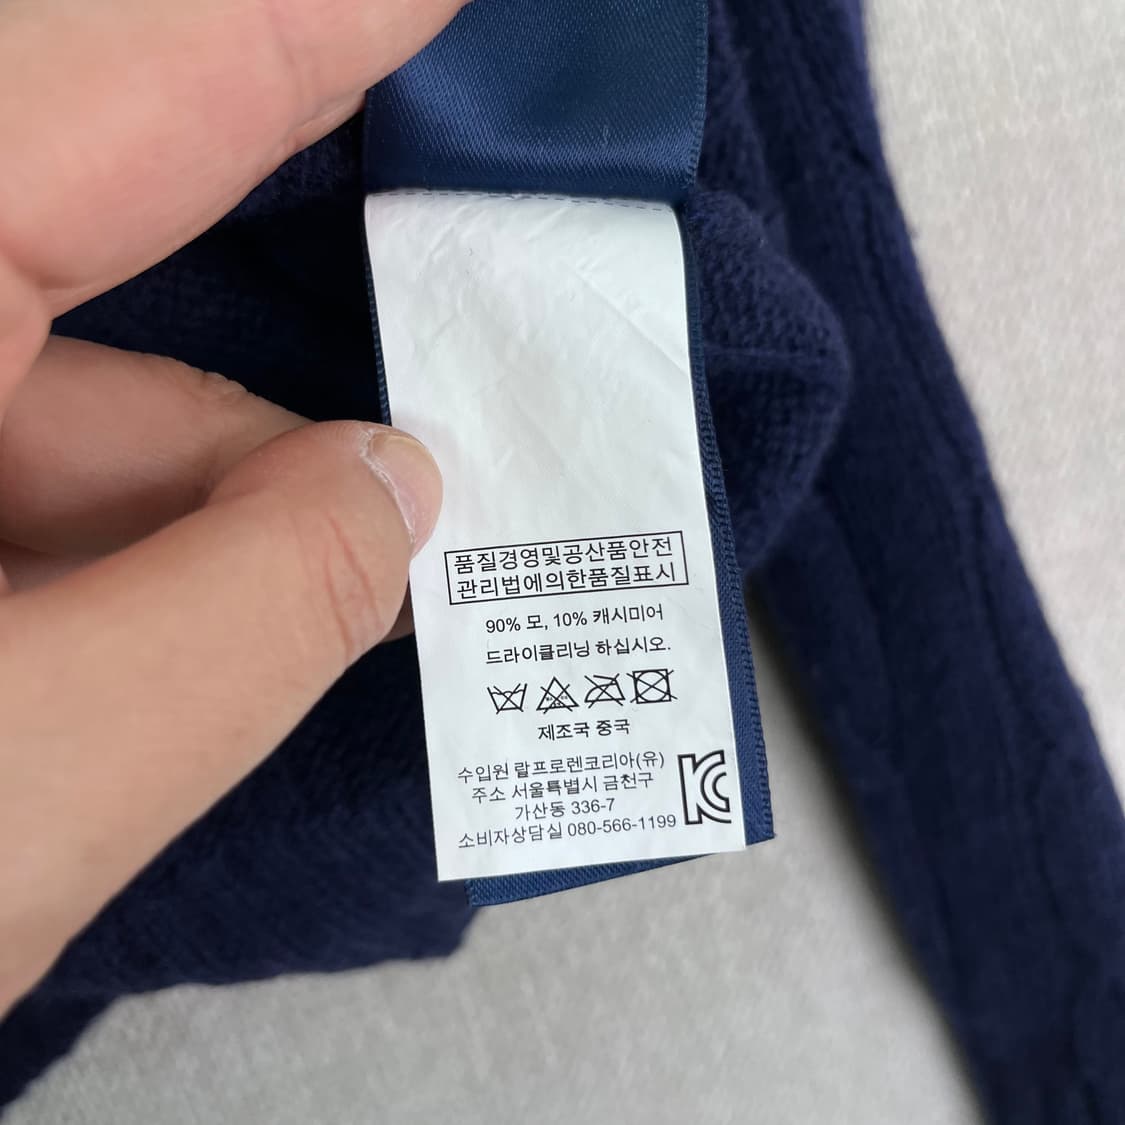 품질경영및공산품안전
관리법에의한품질표시
90% 모, 10% 캐시미어
드라이클리닝 하십시오.
제조국 중국
수입원 랄프로렌코리아(유)
주소 서울특별시 금천구
가산동 336-7
소비자상담실 080-566-1199